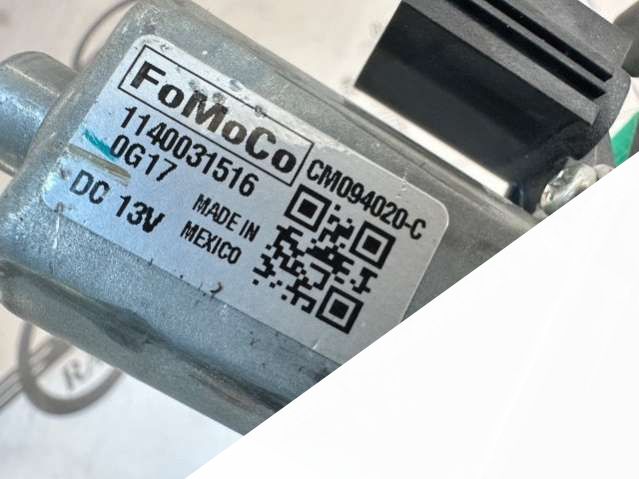 FoMoCo
1140031516
CM094020-C
0G17
DC 13V
MADE IN
MEXICO